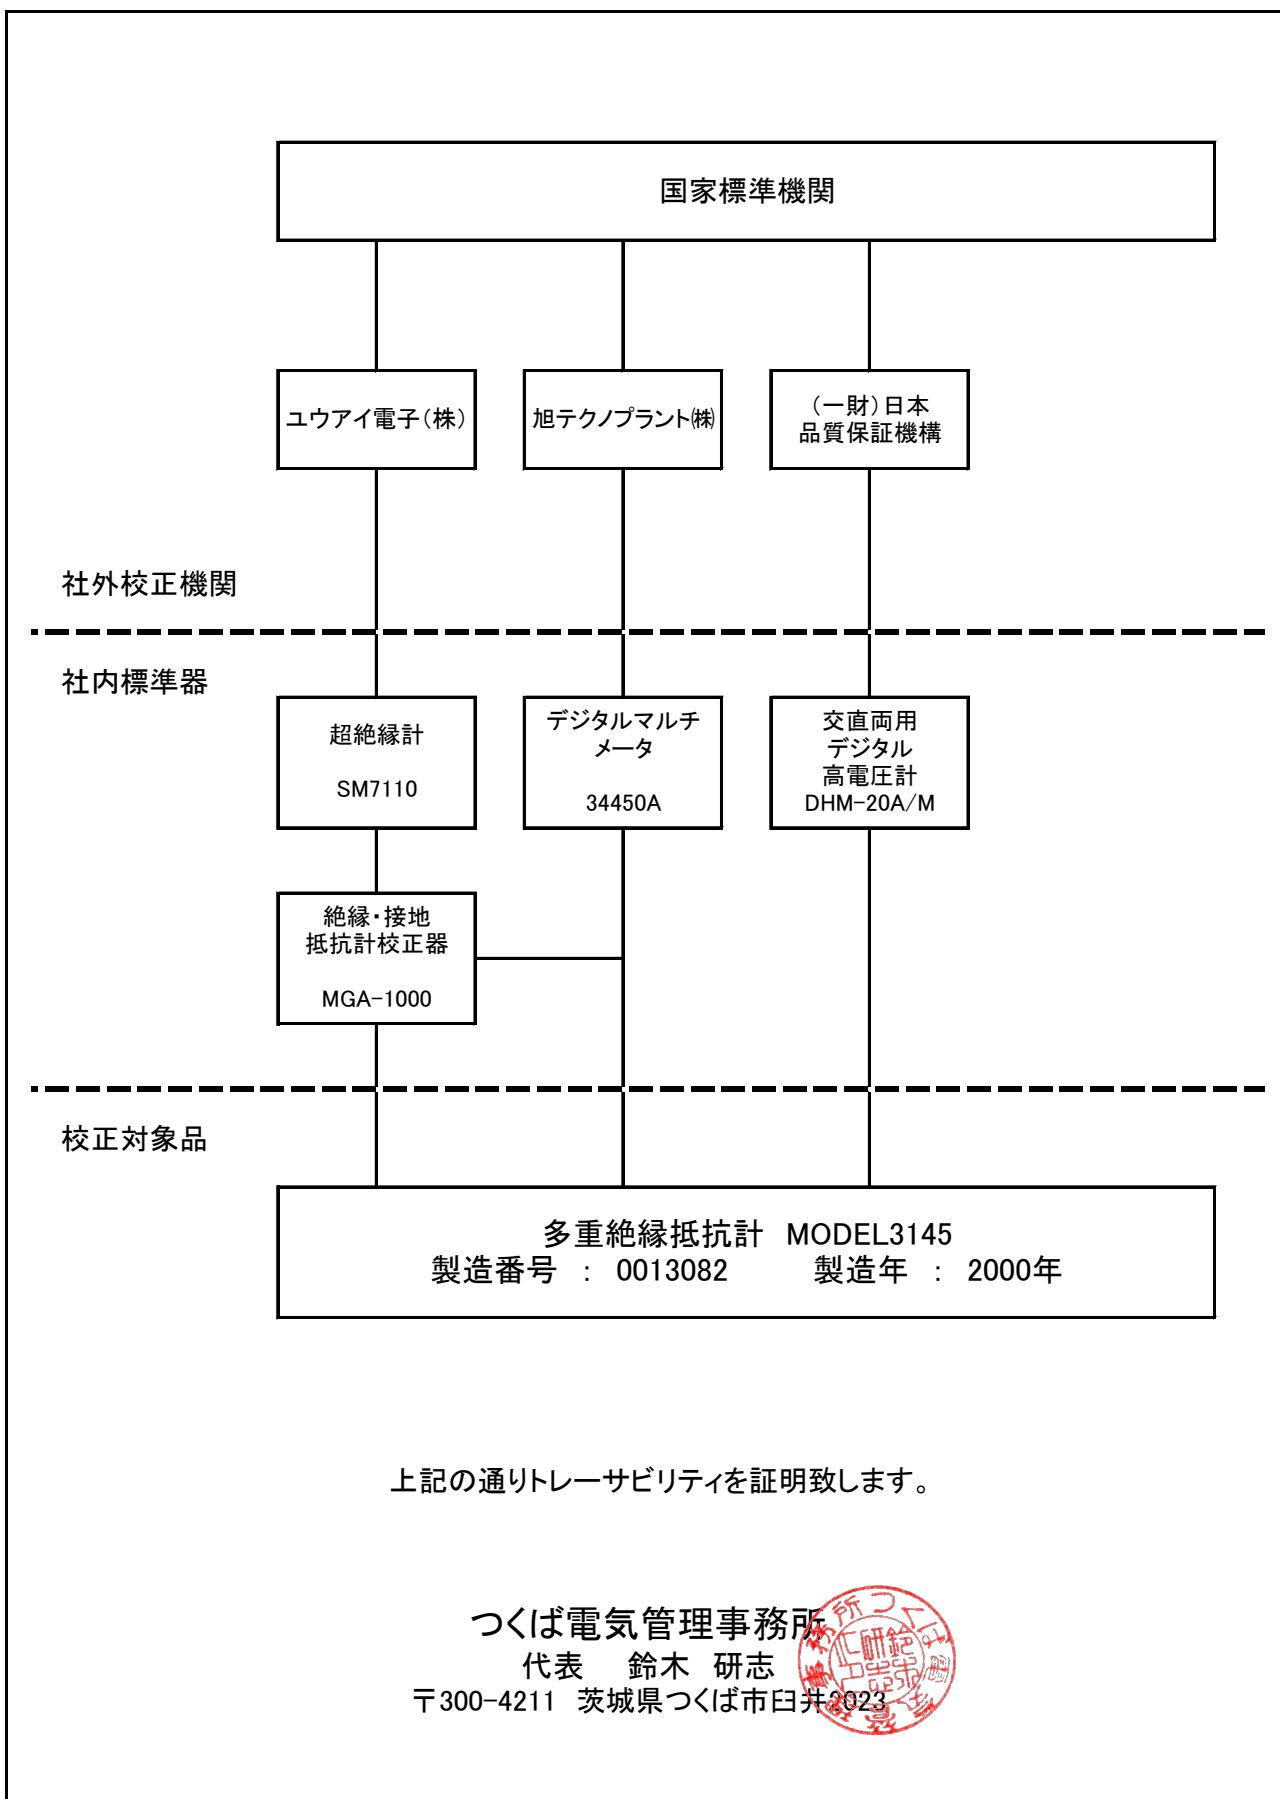 国家標準機関
ユウアイ電子(株)
旭テクノプラント㈱
(一財)日本
品質保証機構
社外校正機関
社内標準器
超絶縁計
SM7110
デジタルマルチ
メータ
34450A
交直両用
デジタル
高電圧計
DHM-20A/M
絶縁・接地
抵抗計校正器
MGA-1000
校正対象品
多重絶縁抵抗計 MODEL3145
製造番号 : 0013082 製造年 : 2000年
上記の通りトレーサビリティを証明致します。
つくば電気管理事務所
代表 鈴木 研志
〒300-4211 茨城県つくば市臼井2023